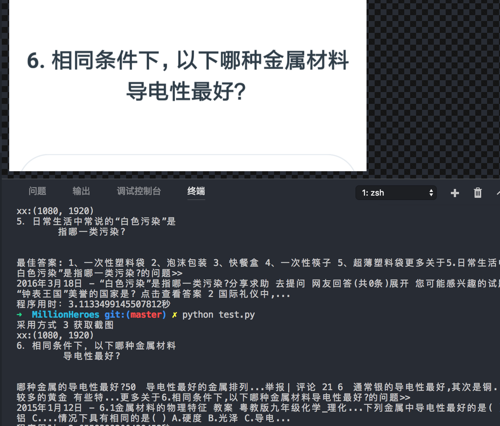 6. 相同条件下，以下哪种金属材料
导电性最好？
问题 输出 调试控制台 终端 1: zsh
xx:(1080, 1920)
5. 日常生活中常说的“白色污染”是
指哪一类污染？
最佳答案: 1、一次性塑料袋 2、泡沫包装 3、快餐盒 4、一次性筷子 5、超薄塑料袋更多关于5.日常生活
白色污染“是指哪一类污染?的问题>>
2016年3月18日 - “白色污染”是指哪一类污染?分享求助 去提问 网友回答(共0条)展开 您可能感兴趣的试
“钟表王国”美誉的国家是? 点击查看答案 2 国际礼仪中,...
程序用时：3.1133499145507812秒
➜ MillionHeroes git:(master) ✗ python test.py
采用方式 3 获取截图
xx:(1080, 1920)
6. 相同条件下，以下哪种金属材料
导电性最好？
哪种金属的导电性最好?50 导电性最好的金属排列...举报| 评论 21 6 通常银的导电性最好,其次是铜.
较多的黄金 有些特...更多关于6.相同条件下,以下哪种金属材料导电性最好?的问题>>
2015年1月12日 - 6.1金属材料的物理特征 教案 粤教版九年级化学_理化...下列金属中导电性最好的是(
铝 C....情况下具有相同的是( ) A.硬度 B.光泽 C.导电...